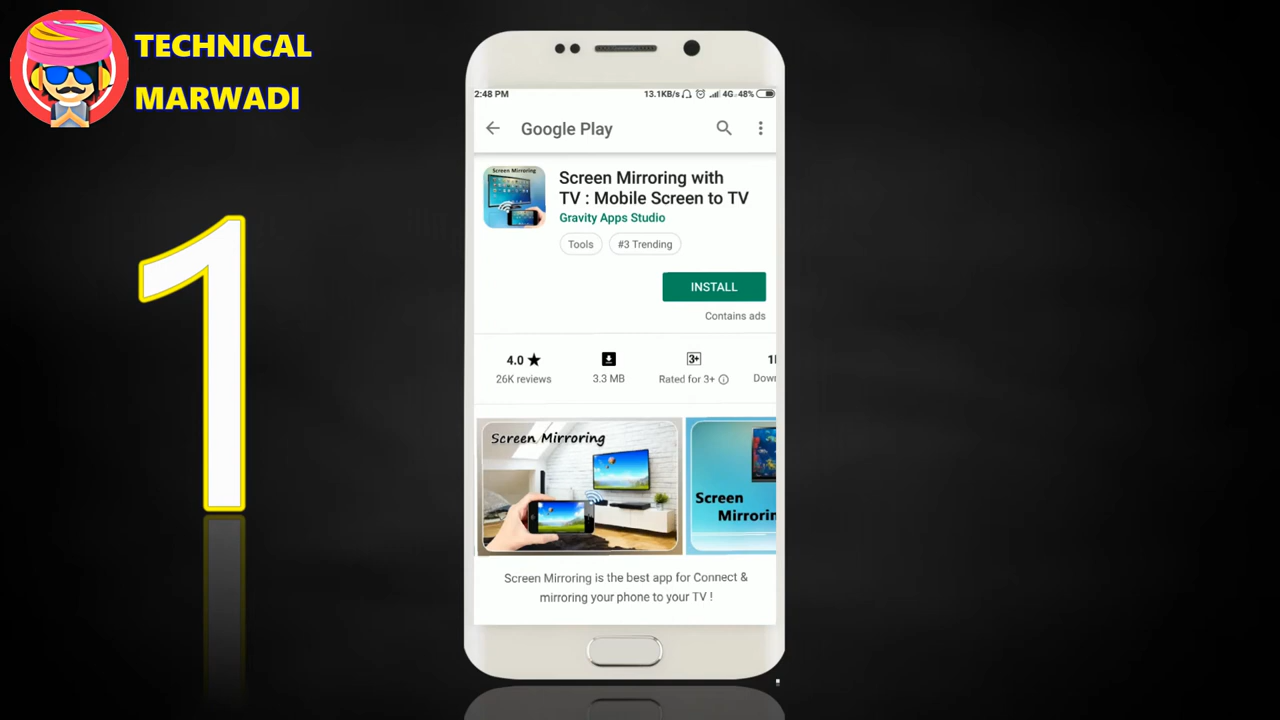 TECHNICAL
MARWADI
1
2:48 PM
13.1KB/s 4G 48%
Google Play
Screen Mirroring
Screen Mirroring with
TV : Mobile Screen to TV
Gravity Apps Studio
Tools
#3 Trending
INSTALL
Contains ads
4.0 ★
3+
26K reviews
3.3 MB
Rated for 3+
Screen Mirroring
Screen
Screen Mirroring is the best app for Connect &
mirroring your phone to your TV !